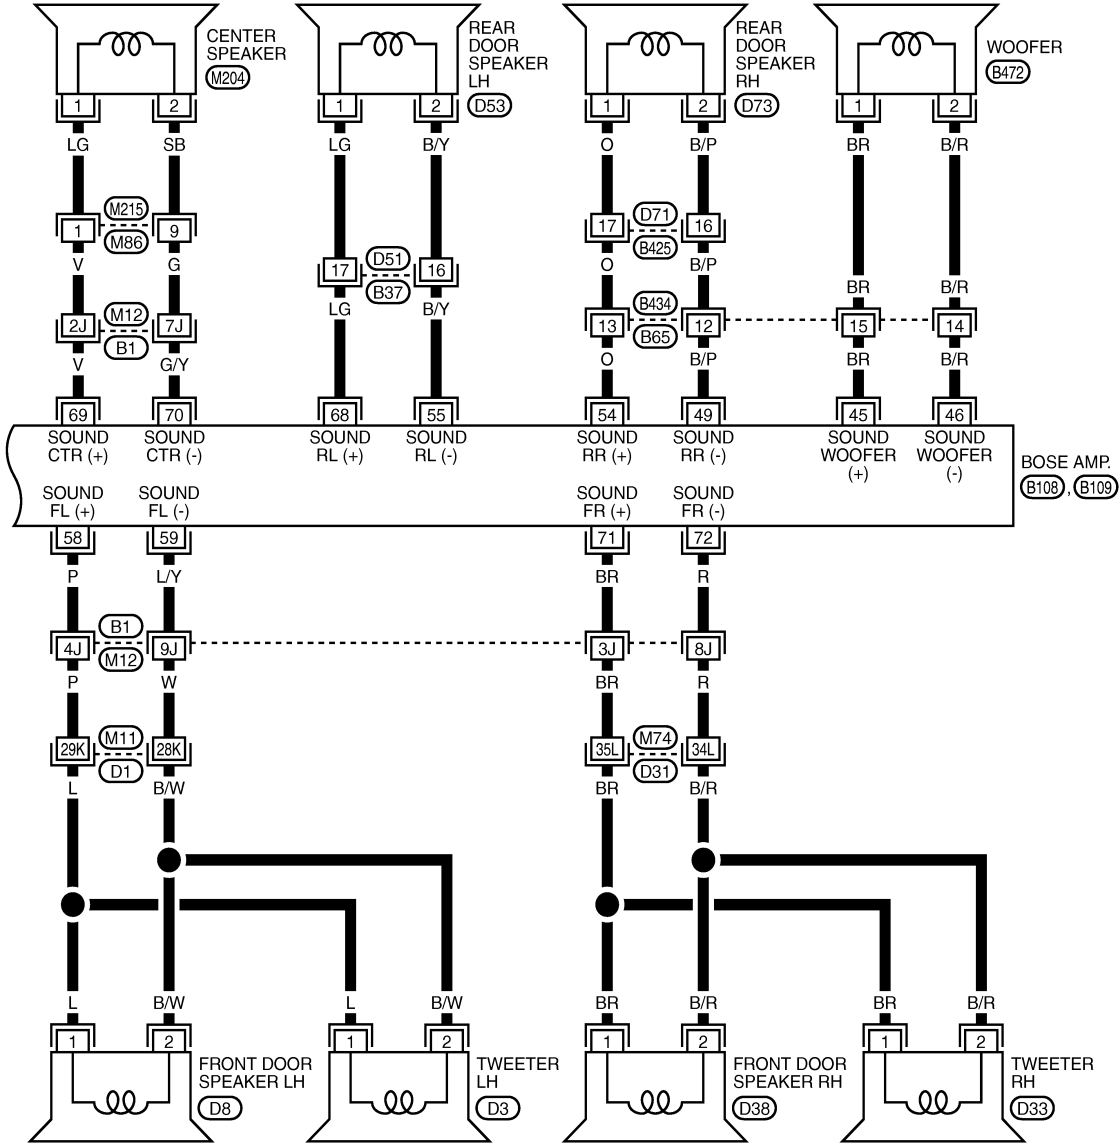 CENTER
SPEAKER
M204
REAR
DOOR
SPEAKER
LH
D53
REAR
DOOR
SPEAKER
RH
D73
WOOFER
B472
1 2 1 2 1 2 1 2
LG SB LG B/Y O B/P BR B/R
M215
1 9
M86
D71
17 16
B425
V G
O B/P
D51
17 16
B37
BR B/R
LG B/Y
M12
2J 7J
B1
B434
13 12 15 14
B65
V G/Y O B/P BR B/R
69 70 68 55 54 49 45 46
SOUND SOUND SOUND SOUND SOUND SOUND SOUND SOUND
CTR (+) CTR (-) RL (+) RL (-) RR (+) RR (-) WOOFER WOOFER
(+) (-)
BOSE AMP.
B108 , B109
SOUND SOUND SOUND SOUND
FL (+) FL (-) FR (+) FR (-)
58 59 71 72
P L/Y BR R
B1
4J 9J 3J 8J
M12
P W BR R
M11 M74
29K 28K 35L 34L
D1 D31
L B/W BR B/R
L B/W L B/W BR B/R BR B/R
1 2 1 2 1 2 1 2
FRONT DOOR
SPEAKER LH
D8
TWEETER
LH
D3
FRONT DOOR
SPEAKER RH
D38
TWEETER
RH
D33